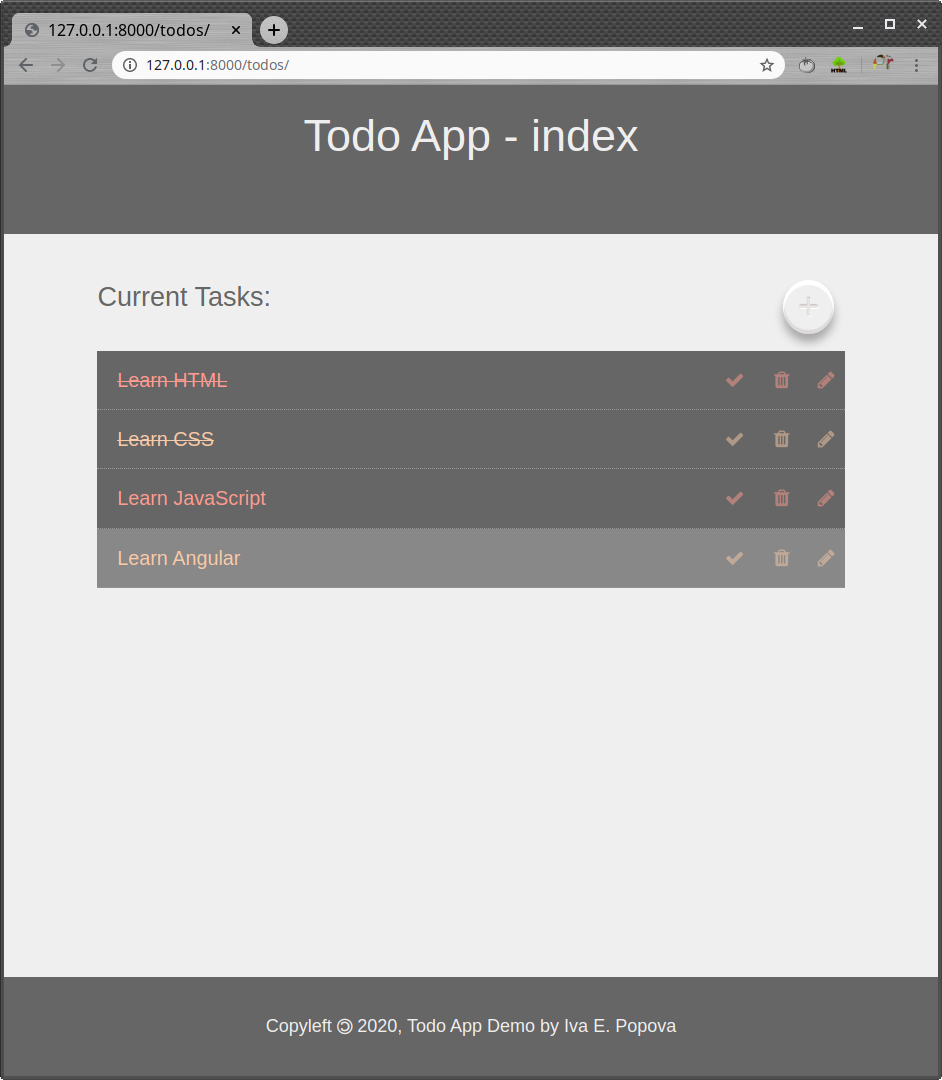 127.0.0.1:8000/todos/
127.0.0.1:8000/todos/
HTML
Todo App - index
Current Tasks:
Learn HTML
Learn CSS
Learn JavaScript
Learn Angular
Copyleft 🄯 2020, Todo App Demo by Iva E. Popova